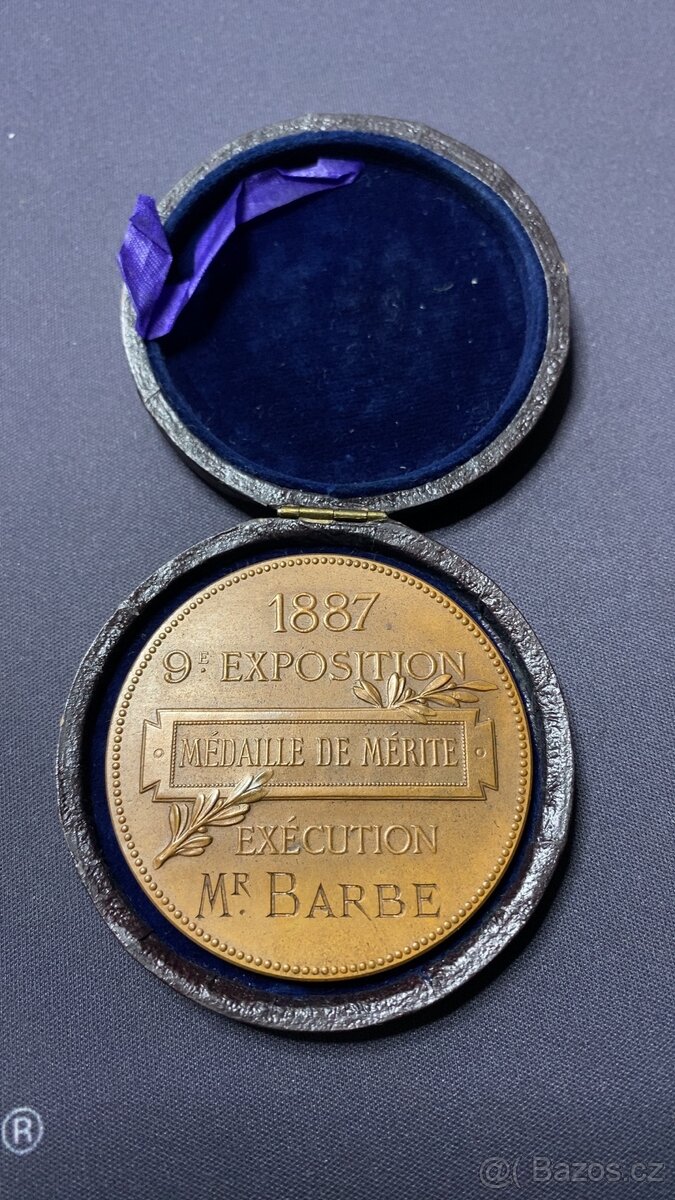 1887
9E. EXPOSITION
MÉDAILLE DE MÉRITE
EXÉCUTION
MR. BARBE
®
@( Bazos.cz